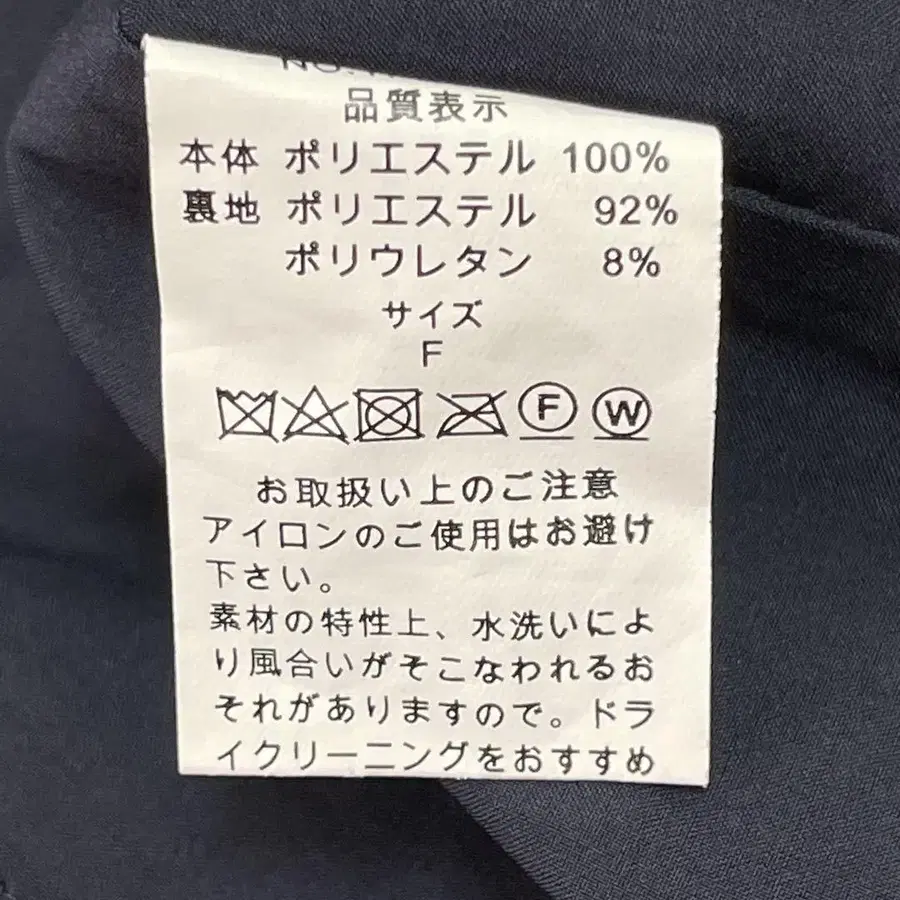 品質表示
本体 ポリエステル 100%
裏地 ポリエステル 92%
ポリウレタン 8%
サイズ
F
F W
お取扱い上のご注意
アイロンのご使用はお避け
下さい。
素材の特性上、水洗いによ
り風合いがそこなわれるお
それがありますので。ドラ
イクリーニングをおすすめ